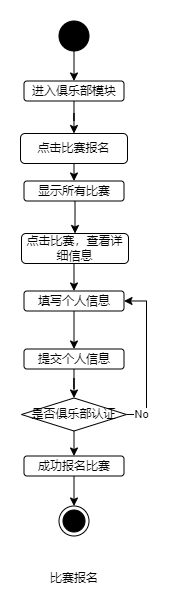 进入俱乐部模块
点击比赛报名
显示所有比赛
点击比赛，查看详
细信息
填写个人信息
提交个人信息
是否俱乐部认证
No
成功报名比赛
比赛报名